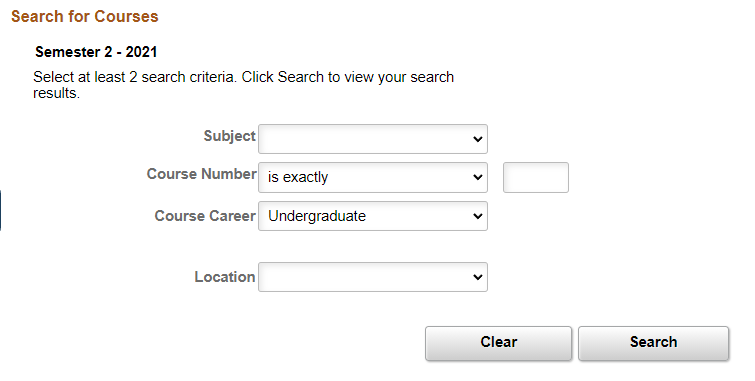 Search for Courses
Semester 2 - 2021
Select at least 2 search criteria. Click Search to view your search
results.
Subject
Course Number is exactly
Course Career Undergraduate
Location
Clear Search